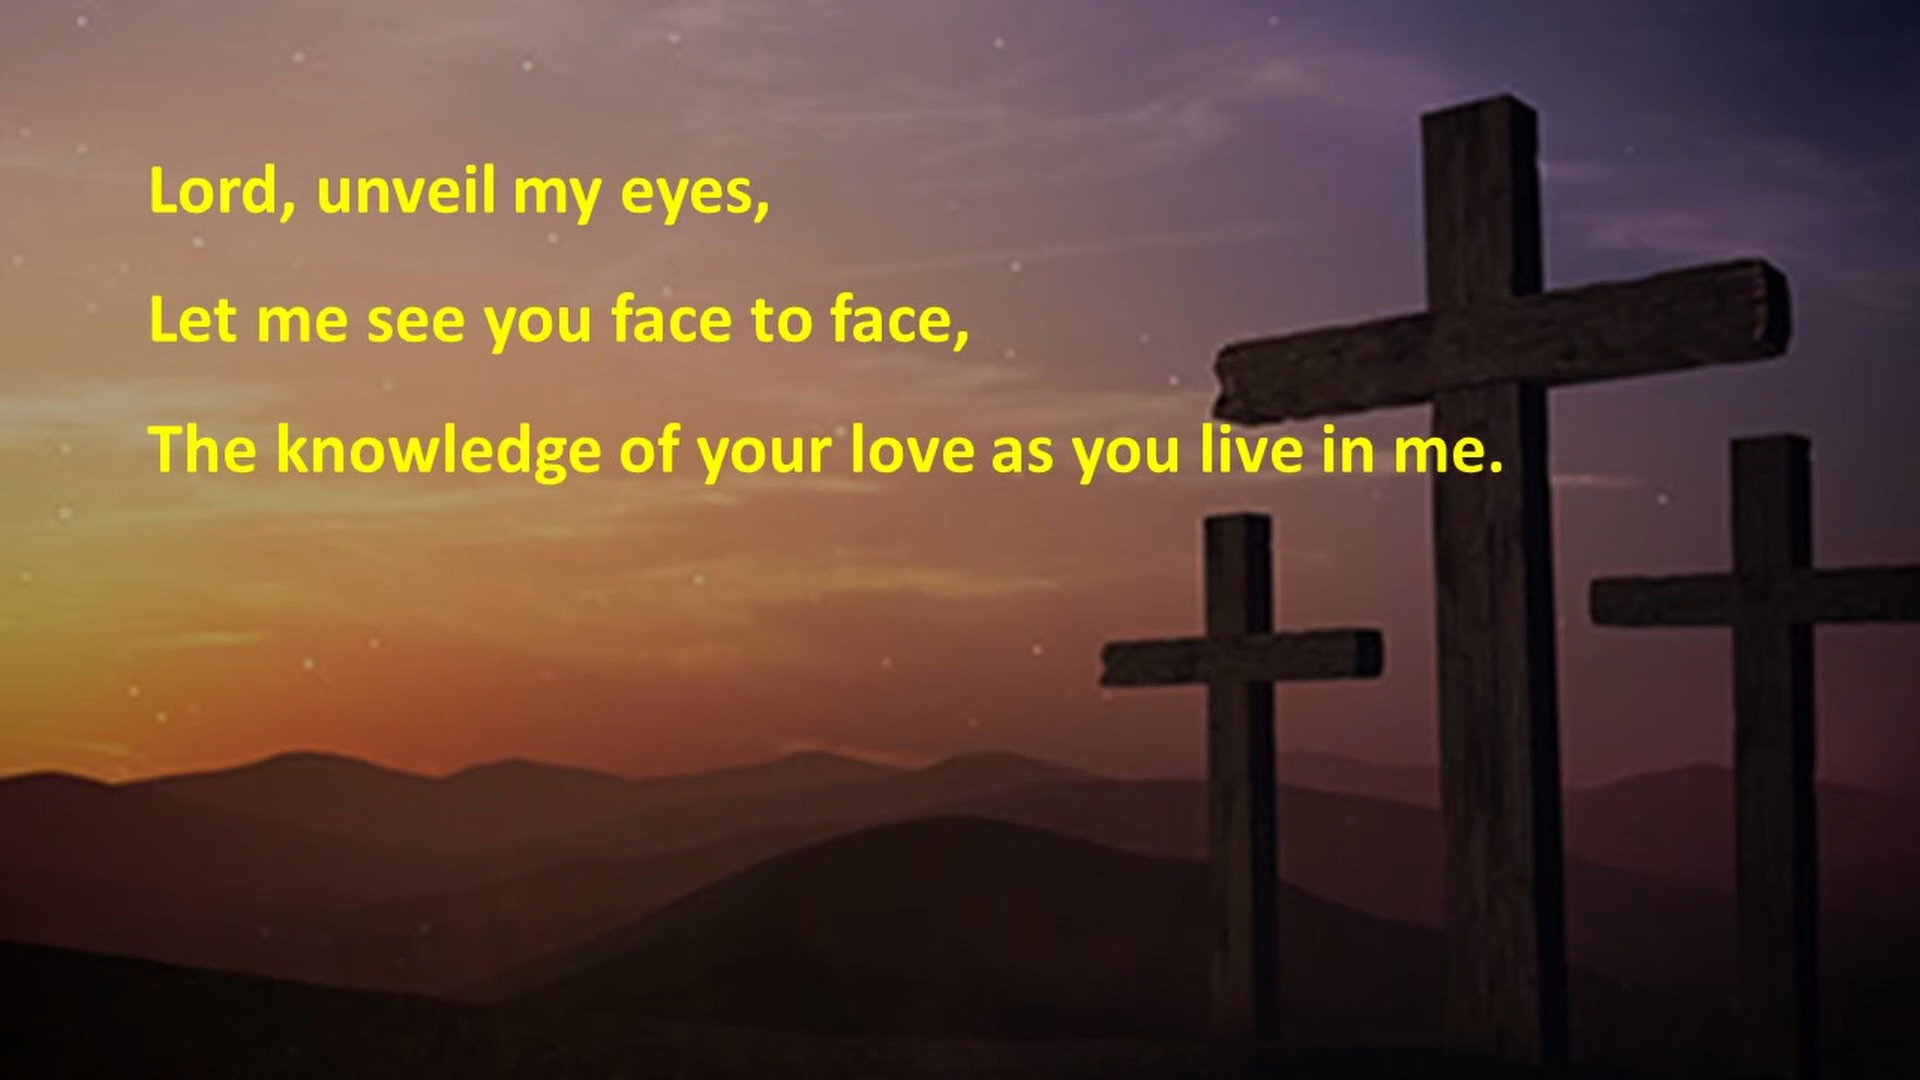 Lord, unveil my eyes,
Let me see you face to face,
The knowledge of your love as you live in me.